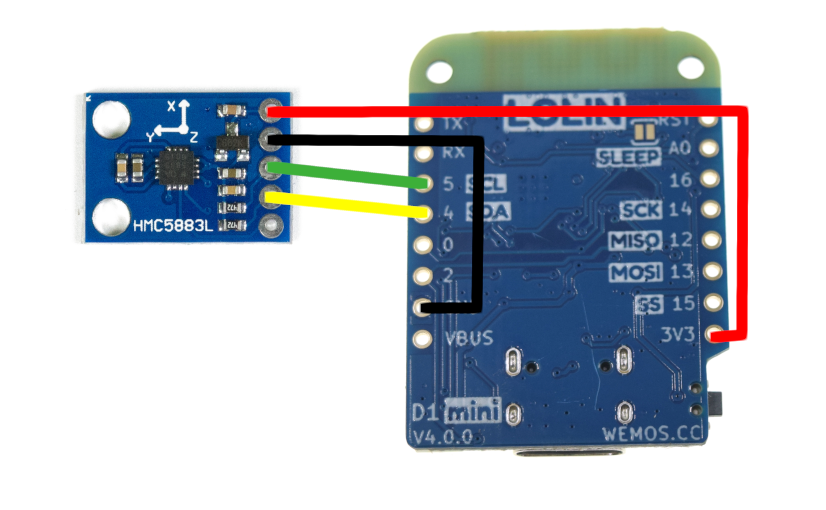 X
Y
Z
HMC5883L
LOLIN
TX
RST
RX
A0
SLEEP
5 SCL
16
4 SDA
SCK 14
0
MISO 12
2
MOSI 13
SS 15
VBUS
3V3
D1 mini
V4.0.0
WEMOS.CC